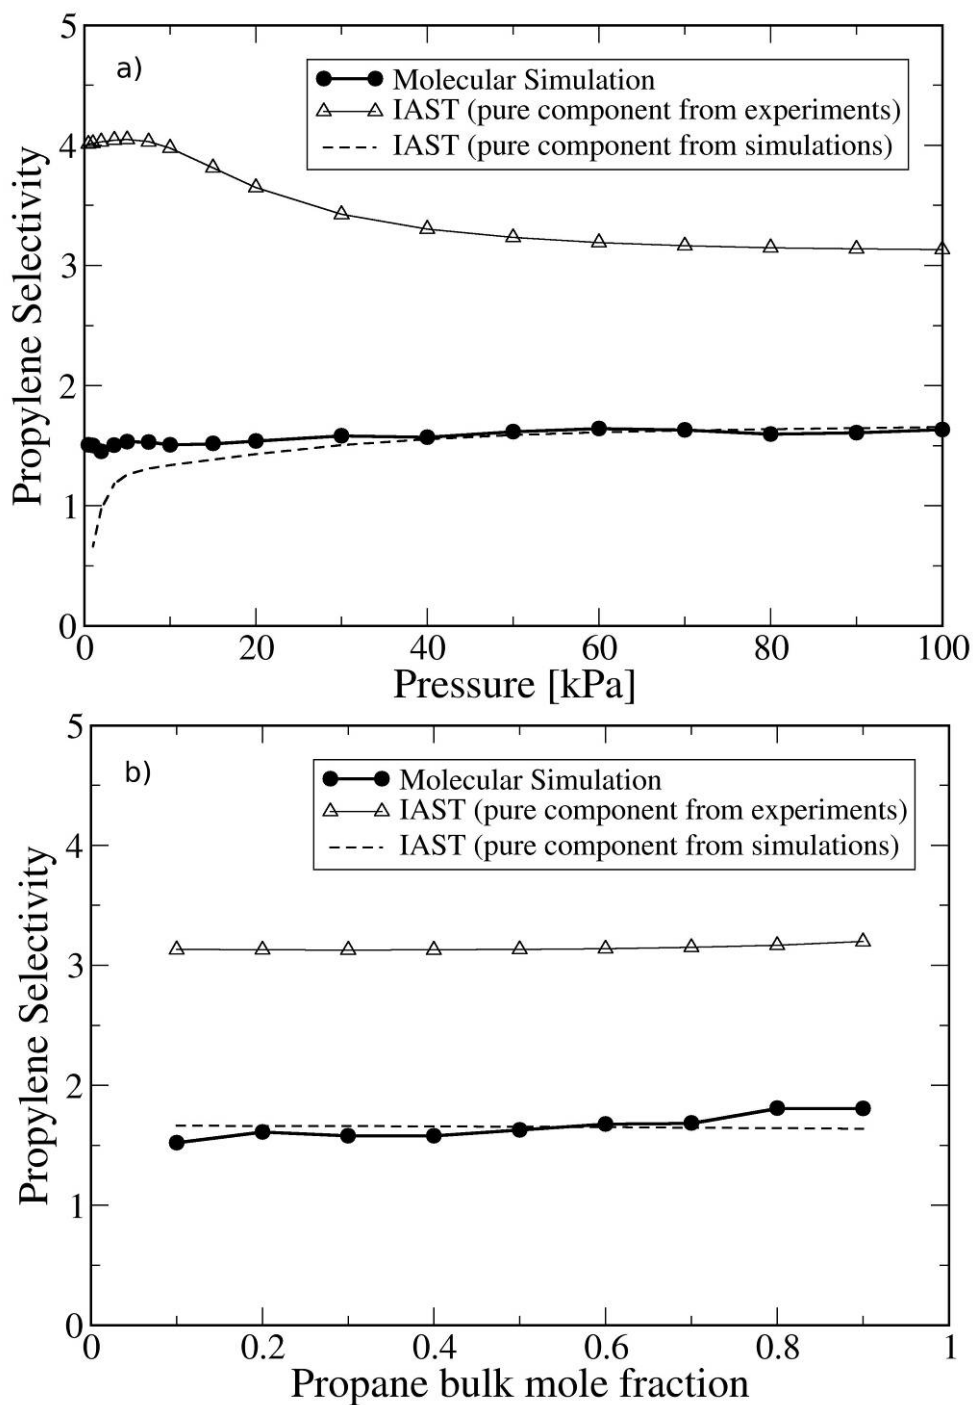 5
a)
Molecular Simulation
IAST (pure component from experiments)
IAST (pure component from simulations)
4
3
2
1
0
Propylene Selectivity
0 20 40 60 80 100
Pressure [kPa]
5
b)
Molecular Simulation
IAST (pure component from experiments)
IAST (pure component from simulations)
4
3
2
1
0
Propylene Selectivity
0 0.2 0.4 0.6 0.8 1
Propane bulk mole fraction